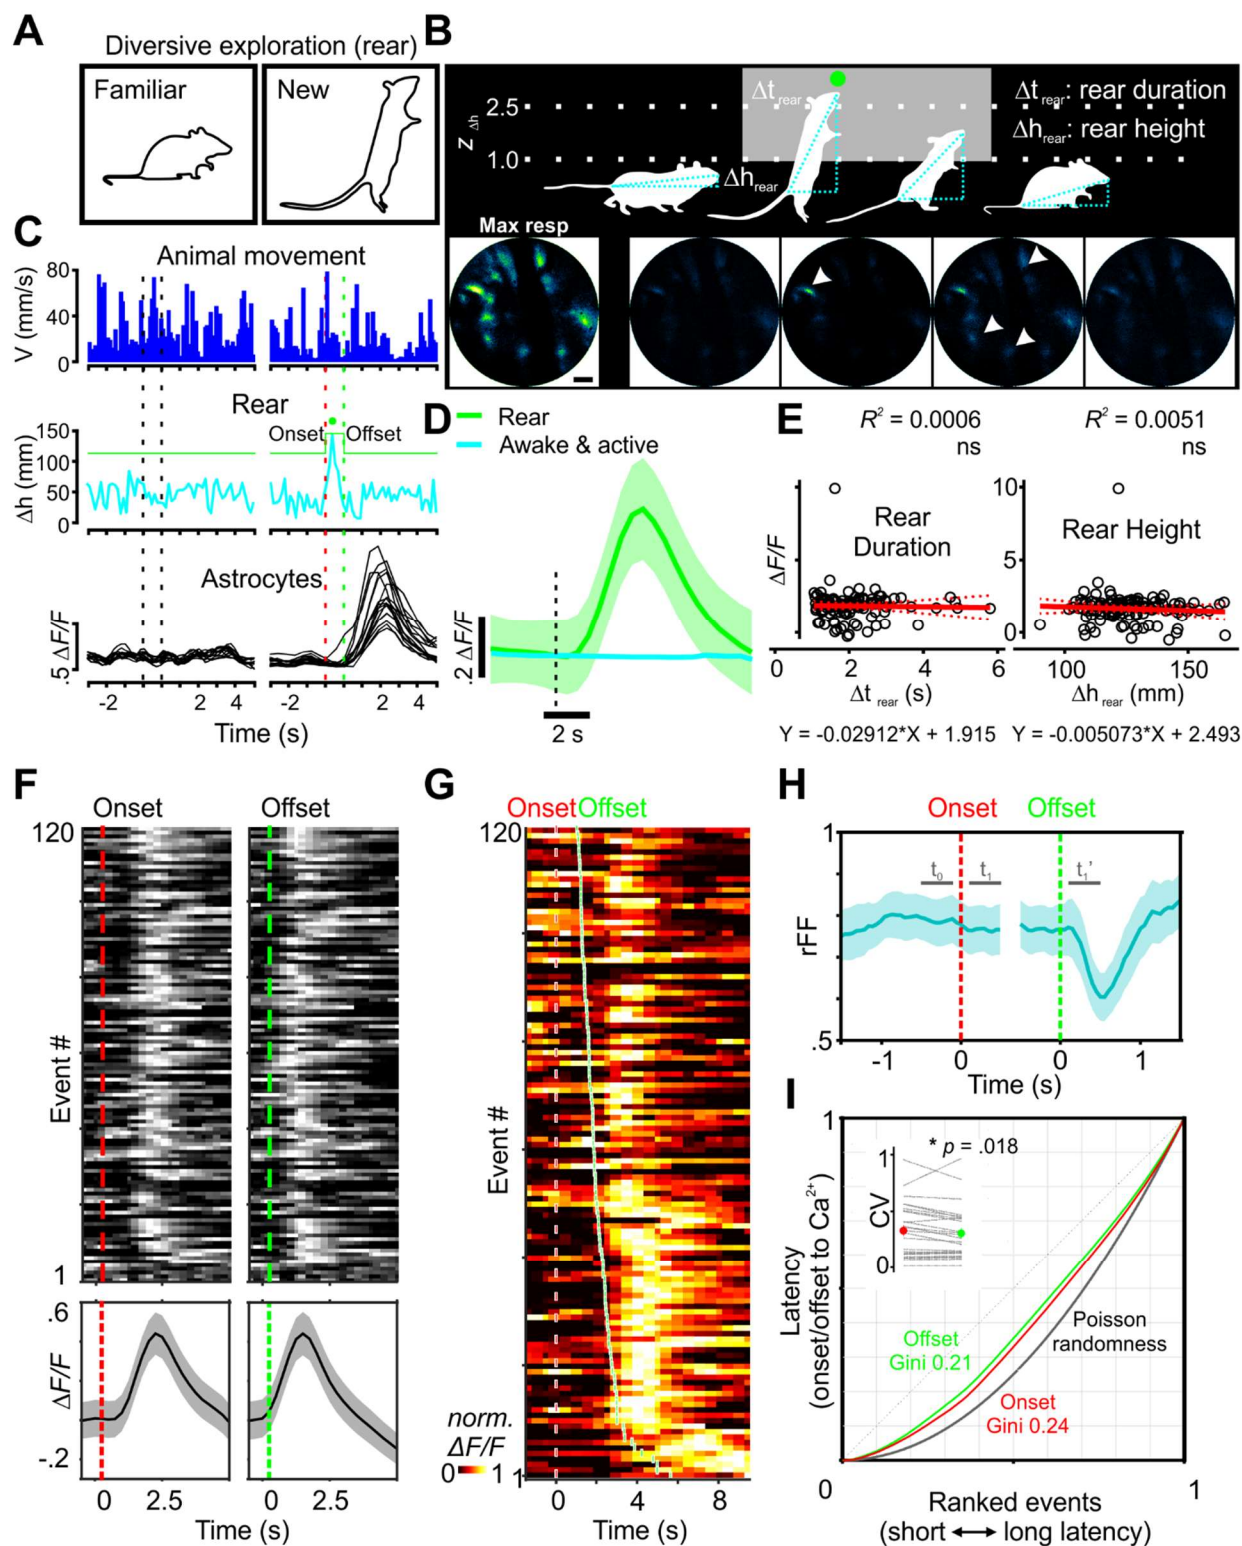 A
Diversive exploration (rear)
Familiar
New
B
z Δh
2.5
1.0
Δt rear
Δh rear
Δt rear: rear duration
Δh rear: rear height
Max resp
C
Animal movement
V (mm/s)
80
40
0
-2
2
4
-2
2
4
Rear
Δh (mm)
150
100
50
0
Onset
Offset
Astrocytes
.5 ΔF/F
-2
2
4
-2
2
4
Time (s)
D
Rear
Awake & active
.2 ΔF/F
2 s
E
R² = 0.0006
ns
R² = 0.0051
ns
Rear
Duration
Rear Height
ΔF/F
10
5
0
0
2
4
6
100
150
Δt rear (s)
Δh rear (mm)
Y = -0.02912*X + 1.915
Y = -0.005073*X + 2.493
F
Onset
Offset
120
Event #
1
.6
ΔF/F
-.2
0
2.5
0
2.5
Time (s)
G
Onset
Offset
120
Event #
norm.
ΔF/F
0
1
1
0
4
8
Time (s)
H
Onset
Offset
1
rFF
.5
t₀
t₁
t₁'
-1
0
0
1
Time (s)
I
1
* p = .018
1
CV
0
Latency
(onset/offset to Ca²⁺)
Offset
Gini 0.21
Poisson
randomness
Onset
Gini 0.24
0
1
Ranked events
(short ↔ long latency)